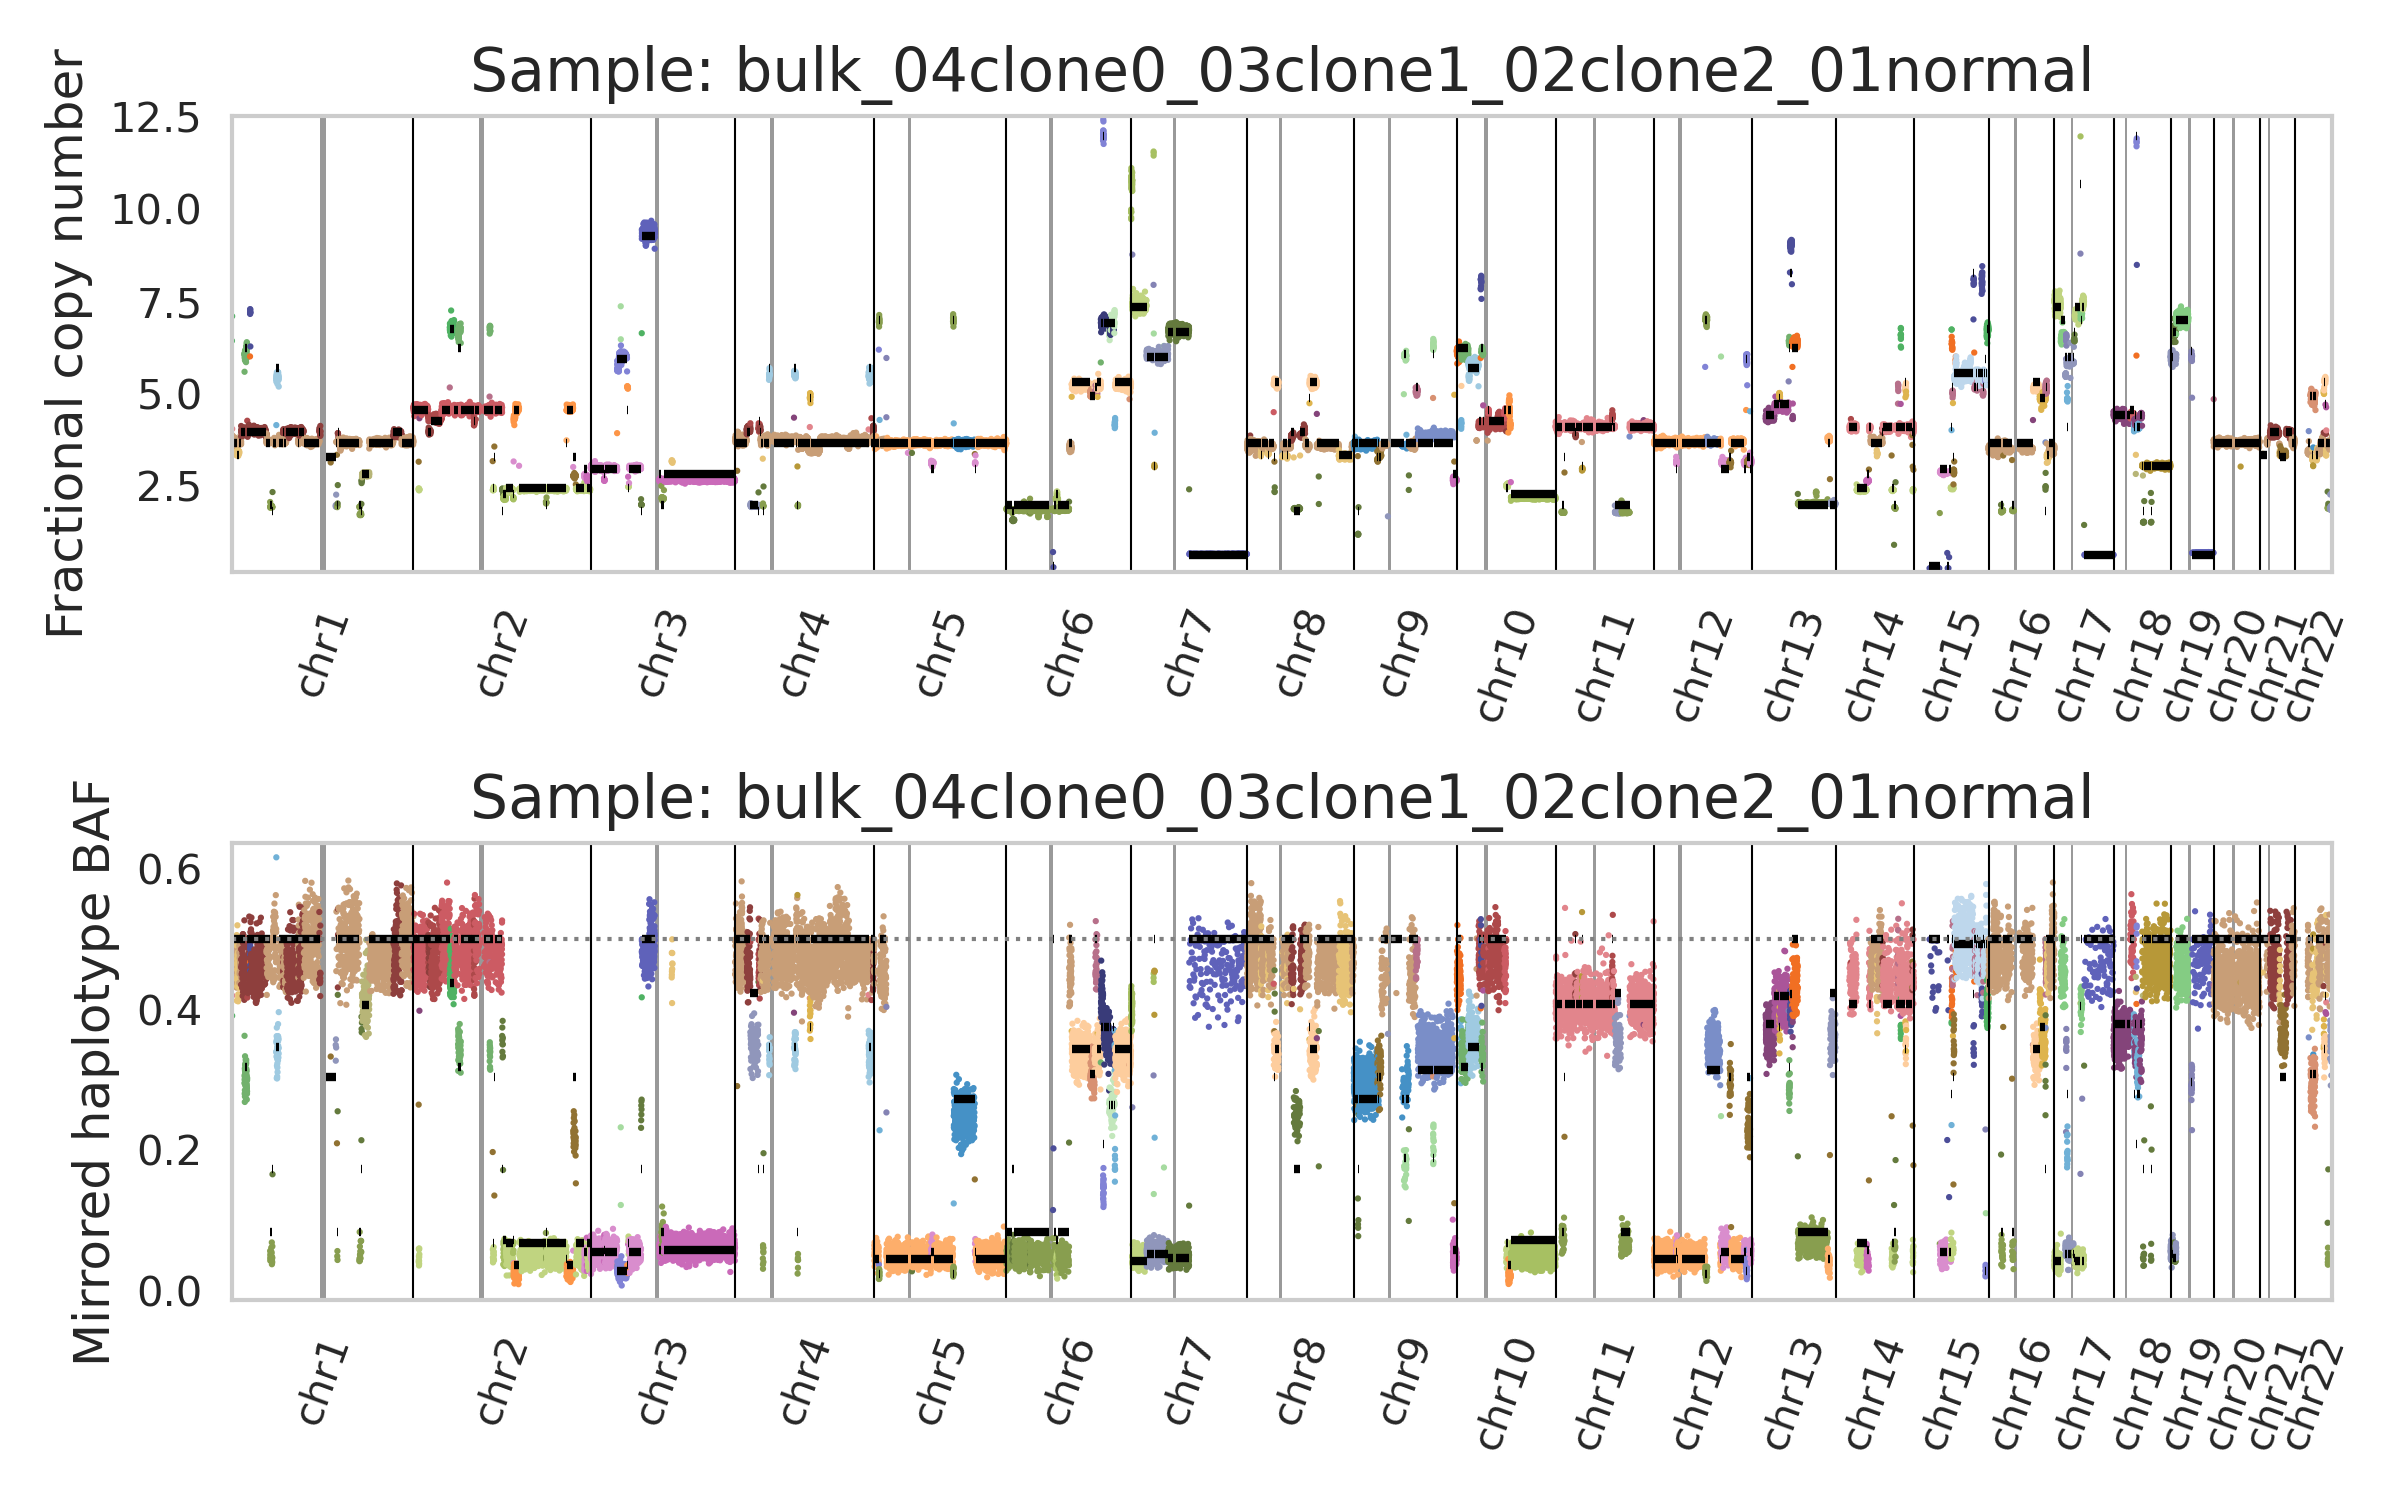 Sample: bulk_04clone0_03clone1_02clone2_01normal
Fractional copy number
12.5
10.0
7.5
5.0
2.5
chr1 chr2 chr3 chr4 chr5 chr6 chr7 chr8 chr9 chr10 chr11 chr12 chr13 chr14 chr15 chr16 chr17 chr18 chr19 chr20 chr21 chr22
Sample: bulk_04clone0_03clone1_02clone2_01normal
Mirrored haplotype BAF
0.6
0.4
0.2
0.0
chr1 chr2 chr3 chr4 chr5 chr6 chr7 chr8 chr9 chr10 chr11 chr12 chr13 chr14 chr15 chr16 chr17 chr18 chr19 chr20 chr21 chr22